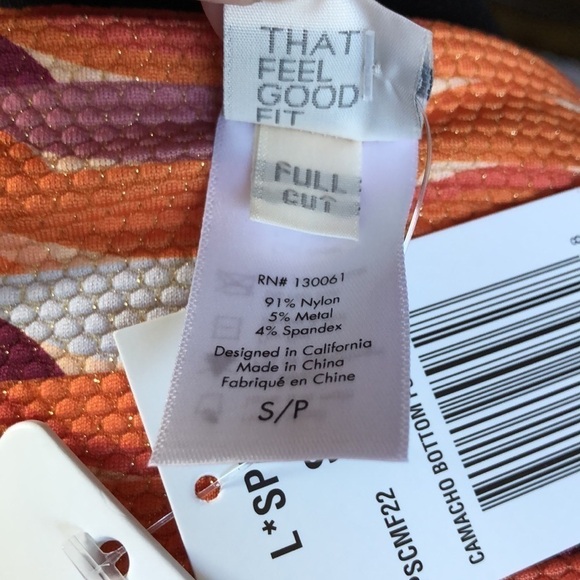 THAT
FEEL
GOOD
FIT
FULL
CUT
RN# 130061
91% Nylon
5% Metal
4% Spandex
Designed in California
Made in China
Fabriqué en Chine
S/P
L*SP
SCMF22
CAMACHO BOTTOM